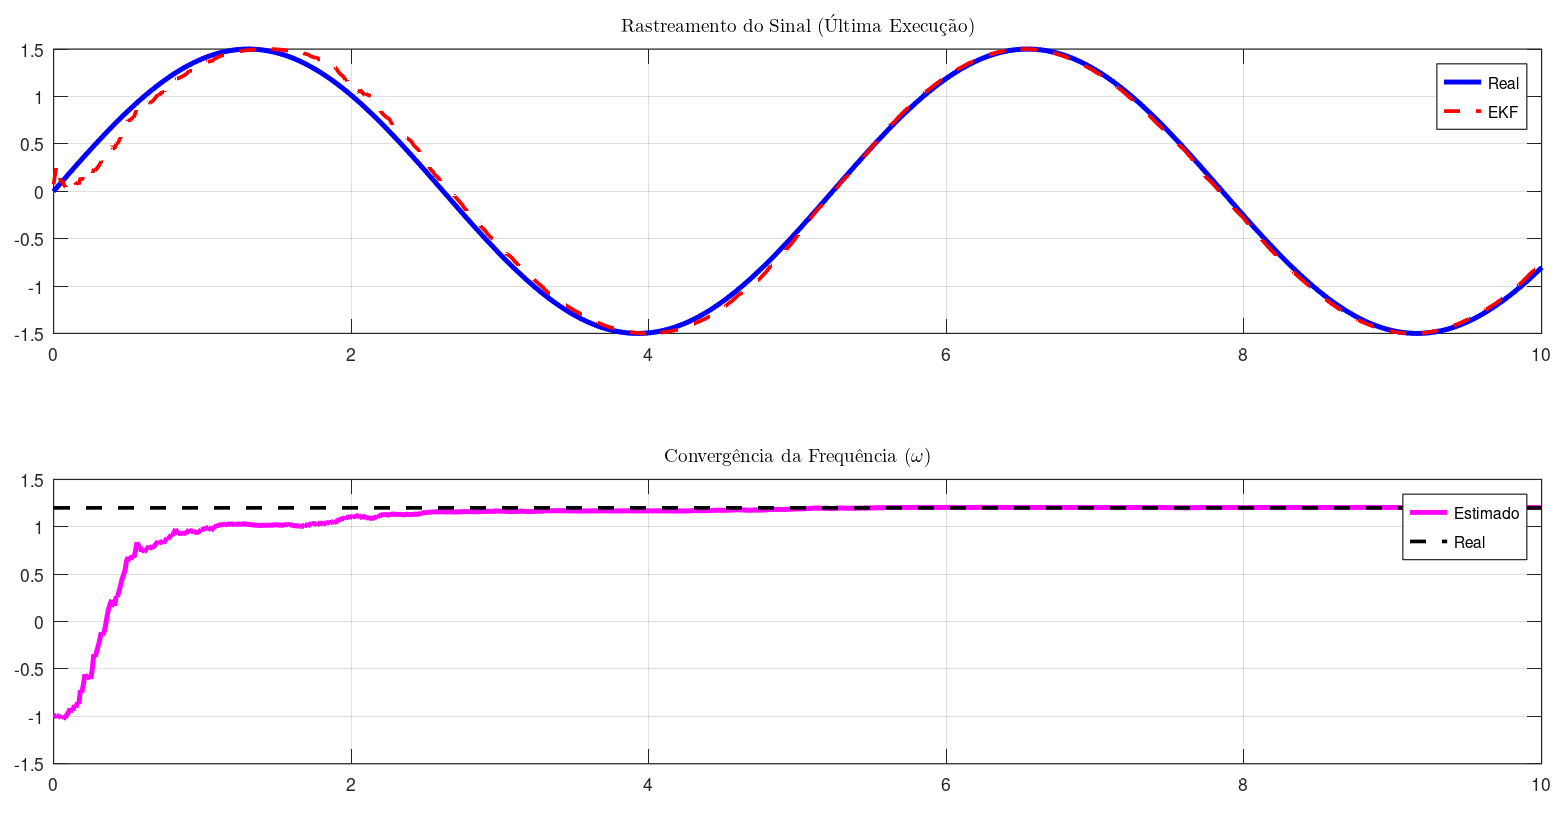 Rastreamento do Sinal (Última Execução)
1.5
1
0.5
0
-0.5
-1
-1.5
0 2 4 6 8 10
Real
EKF
Convergência da Frequência (ω)
1.5
1
0.5
0
-0.5
-1
-1.5
0 2 4 6 8 10
Estimado
Real